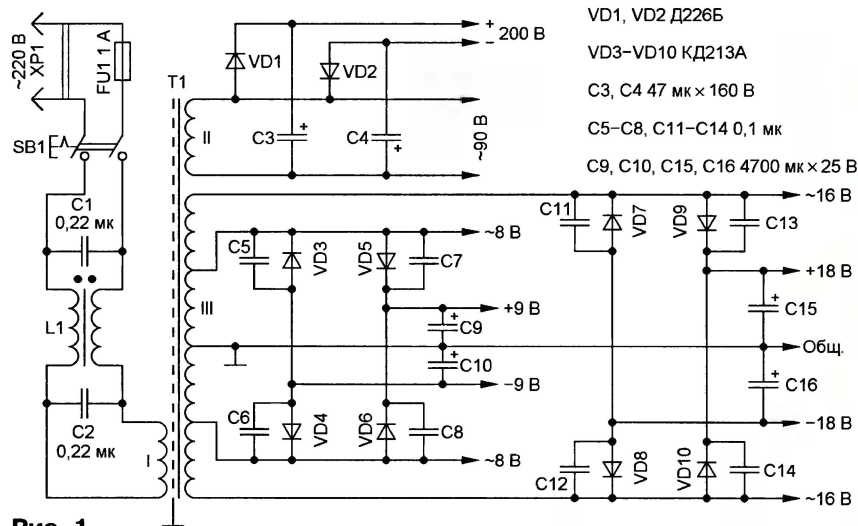 ~220 В
XP1
FU1 1 А
SB1
C1
0,22 мк
L1
C2
0,22 мк
T1
I
II
III
VD1
VD2
C3
+
C4
+
+
−
200 В
~90 В
VD1, VD2 Д226Б
VD3−VD10 КД213А
C3, C4 47 мк × 160 В
C5−C8, C11−C14 0,1 мк
C9, C10, C15, C16 4700 мк × 25 В
C5
VD3
VD5
C7
~8 В
+9 В
+
C9
+
C10
−9 В
C6
VD4
VD6
C8
~8 В
C11
VD7
VD9
C13
~16 В
+18 В
+
C15
Общ.
+
C16
−18 В
C12
VD8
VD10
C14
~16 В
Рис. 1